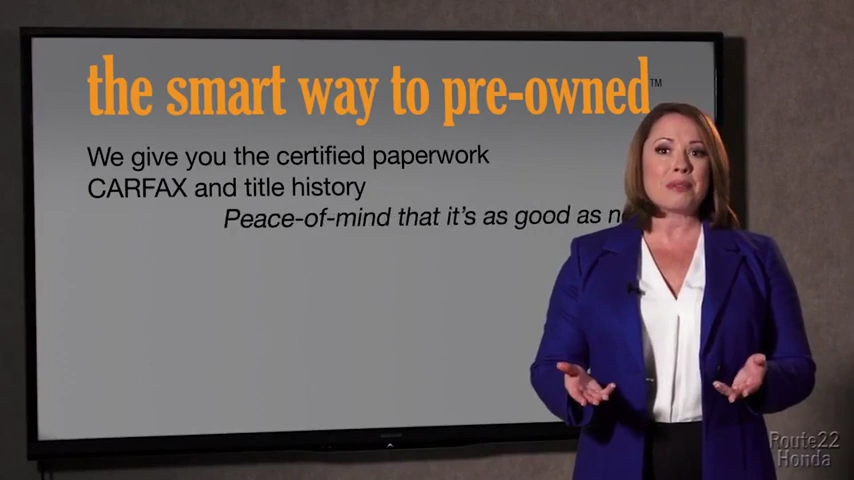 the smart way to pre-owned™
We give you the certified paperwork
CARFAX and title history
Peace-of-mind that it's as good as
Route22
Honda